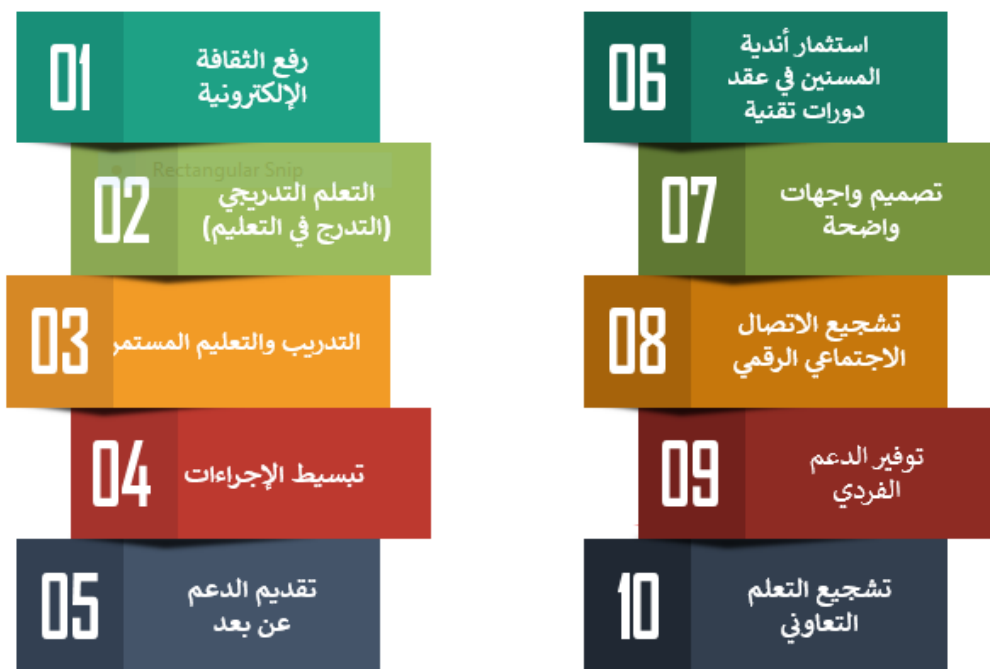 01
رفع الثقافة
الإلكترونية
Rectangular Snip
02
التعلم التدريجي
(التدرج في التعليم)
03
التدريب والتعليم المستمر
04
تبسيط الإجراءات
05
تقديم الدعم
عن بعد
06
استثمار أندية
المسنين في عقد
دورات تقنية
07
تصميم واجهات
واضحة
08
تشجيع الاتصال
الاجتماعي الرقمي
09
توفير الدعم
الفردي
10
تشجيع التعلم
التعاوني